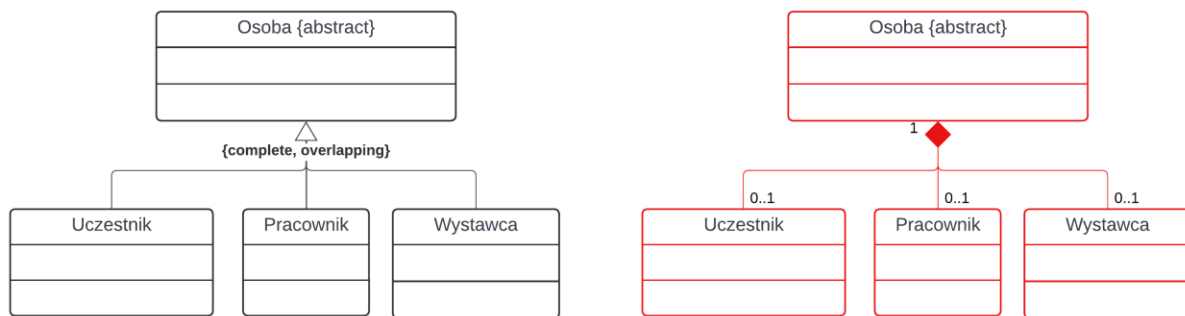 Osoba {abstract}
{complete, overlapping}
Uczestnik
Pracownik
Wystawca
Osoba {abstract}
1
0..1
0..1
0..1
Uczestnik
Pracownik
Wystawca